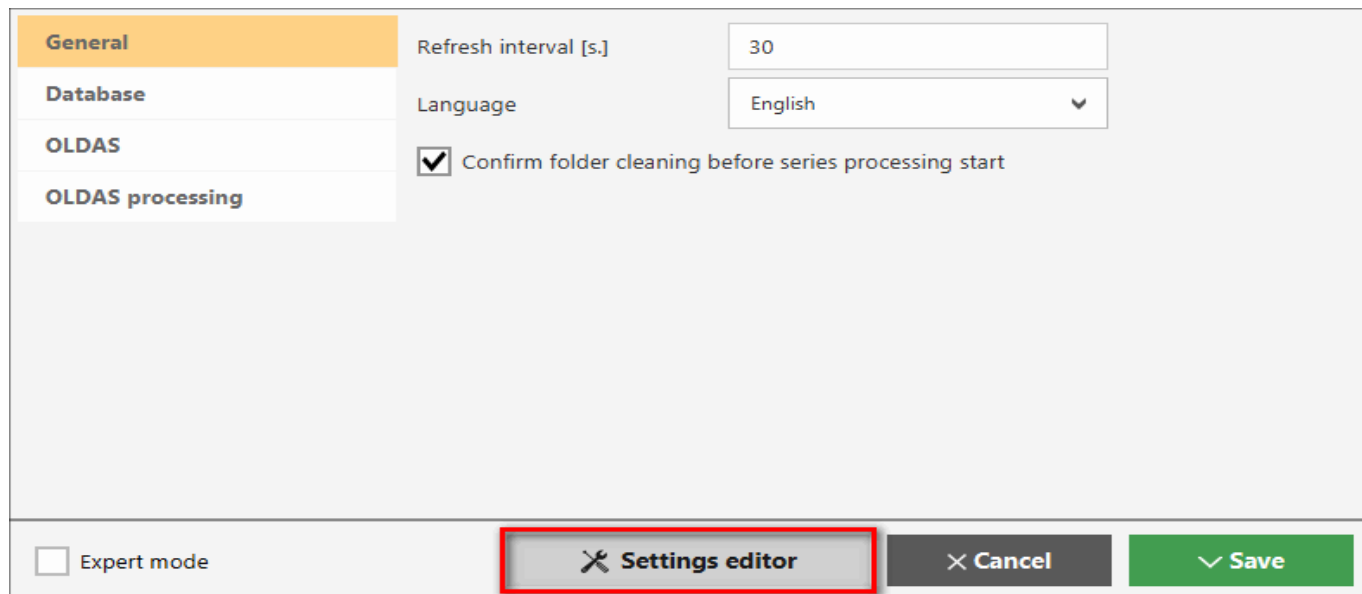 General
Database
OLDAS
OLDAS processing
Refresh interval [s.] 30
Language English
Confirm folder cleaning before series processing start
Expert mode Settings editor Cancel Save